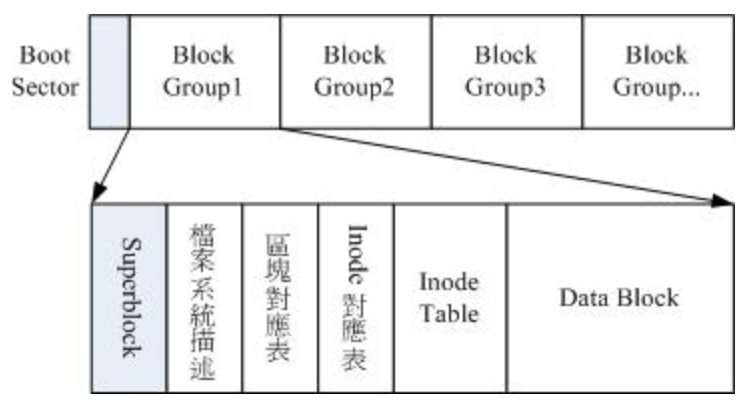 Boot
Sector
Block
Group1
Block
Group2
Block
Group3
Block
Group...
Superblock
檔案系統描述
區塊對應表
Inode 對應表
Inode
Table
Data Block